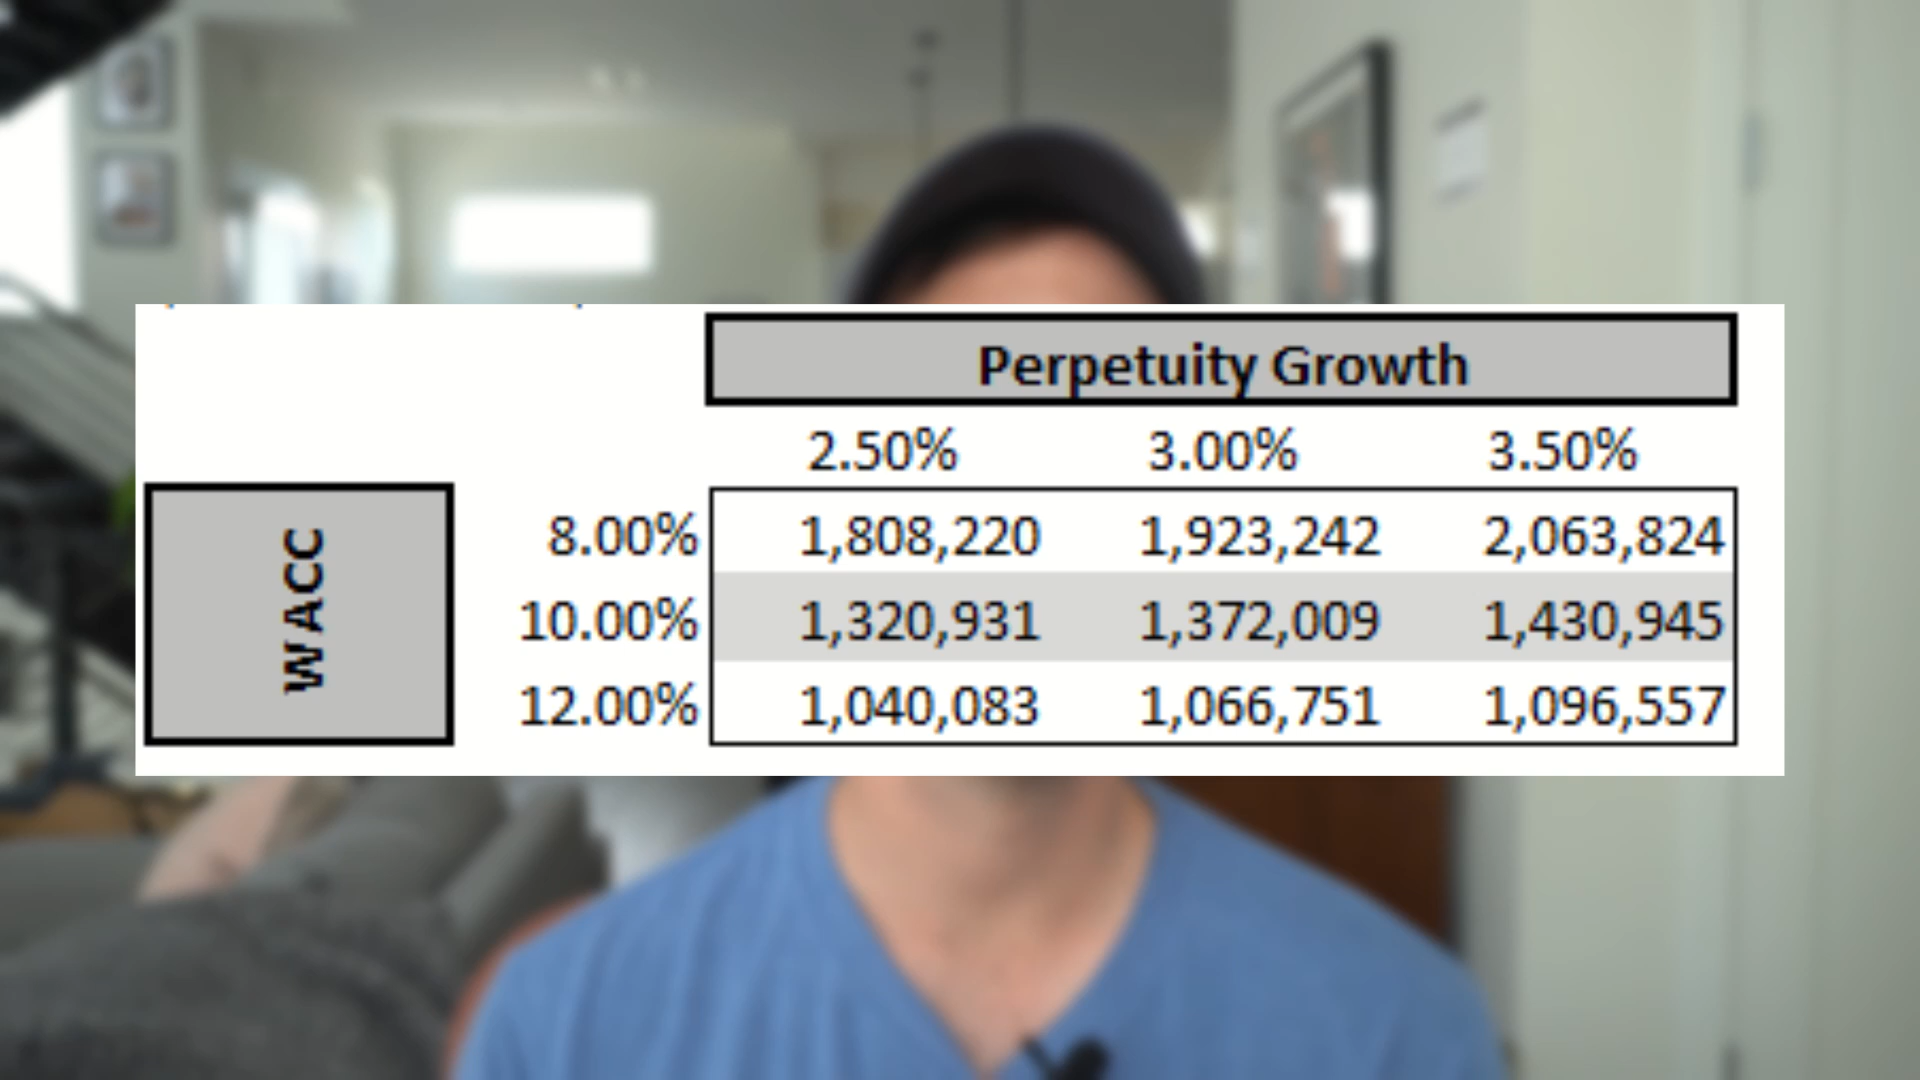 Perpetuity Growth
2.50% 3.00% 3.50%
WACC
8.00% 1,808,220 1,923,242 2,063,824
10.00% 1,320,931 1,372,009 1,430,945
12.00% 1,040,083 1,066,751 1,096,557